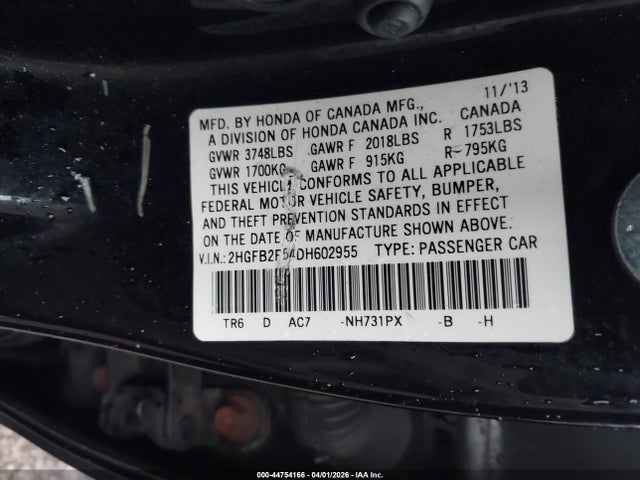 11/'13
MFD. BY HONDA OF CANADA MFG., CANADA
A DIVISION OF HONDA CANADA INC.
GVWR 3748LBS GAWR F 2018LBS R 1753LBS
GVWR 1700KG GAWR F 915KG R 795KG
THIS VEHICLE CONFORMS TO ALL APPLICABLE
FEDERAL MOTOR VEHICLE SAFETY, BUMPER,
AND THEFT PREVENTION STANDARDS IN EFFECT
ON THE DATE OF MANUFACTURE SHOWN ABOVE.
V.I.N.: 2HGFB2F54DH602955 TYPE: PASSENGER CAR
TR6 D AC7 -NH731PX -B -H
000-44754166 - 04/01/2026 - IAA Inc.